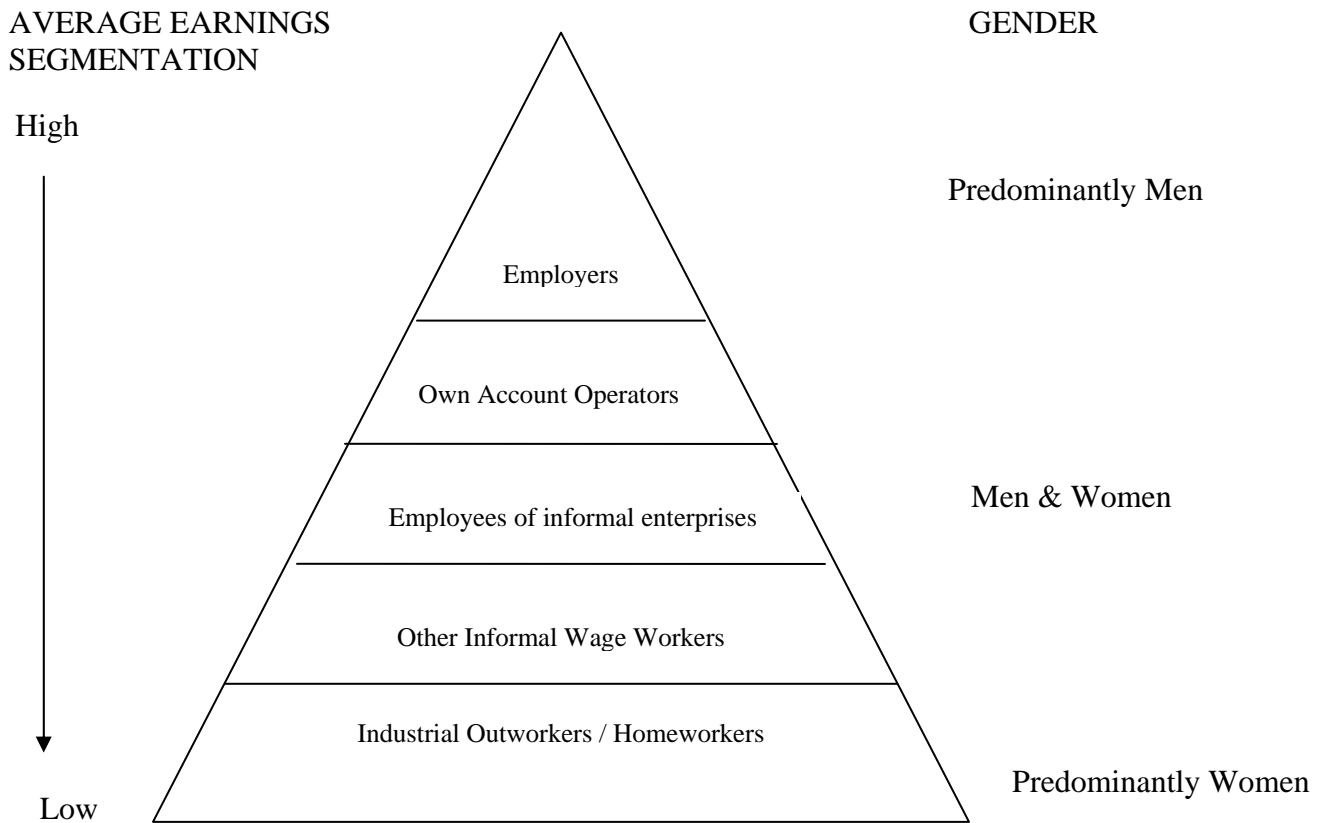 AVERAGE EARNINGS
SEGMENTATION
GENDER
High
Predominantly Men
Employers
Own Account Operators
Men & Women
Employees of informal enterprises
Other Informal Wage Workers
Industrial Outworkers / Homeworkers
Predominantly Women
Low